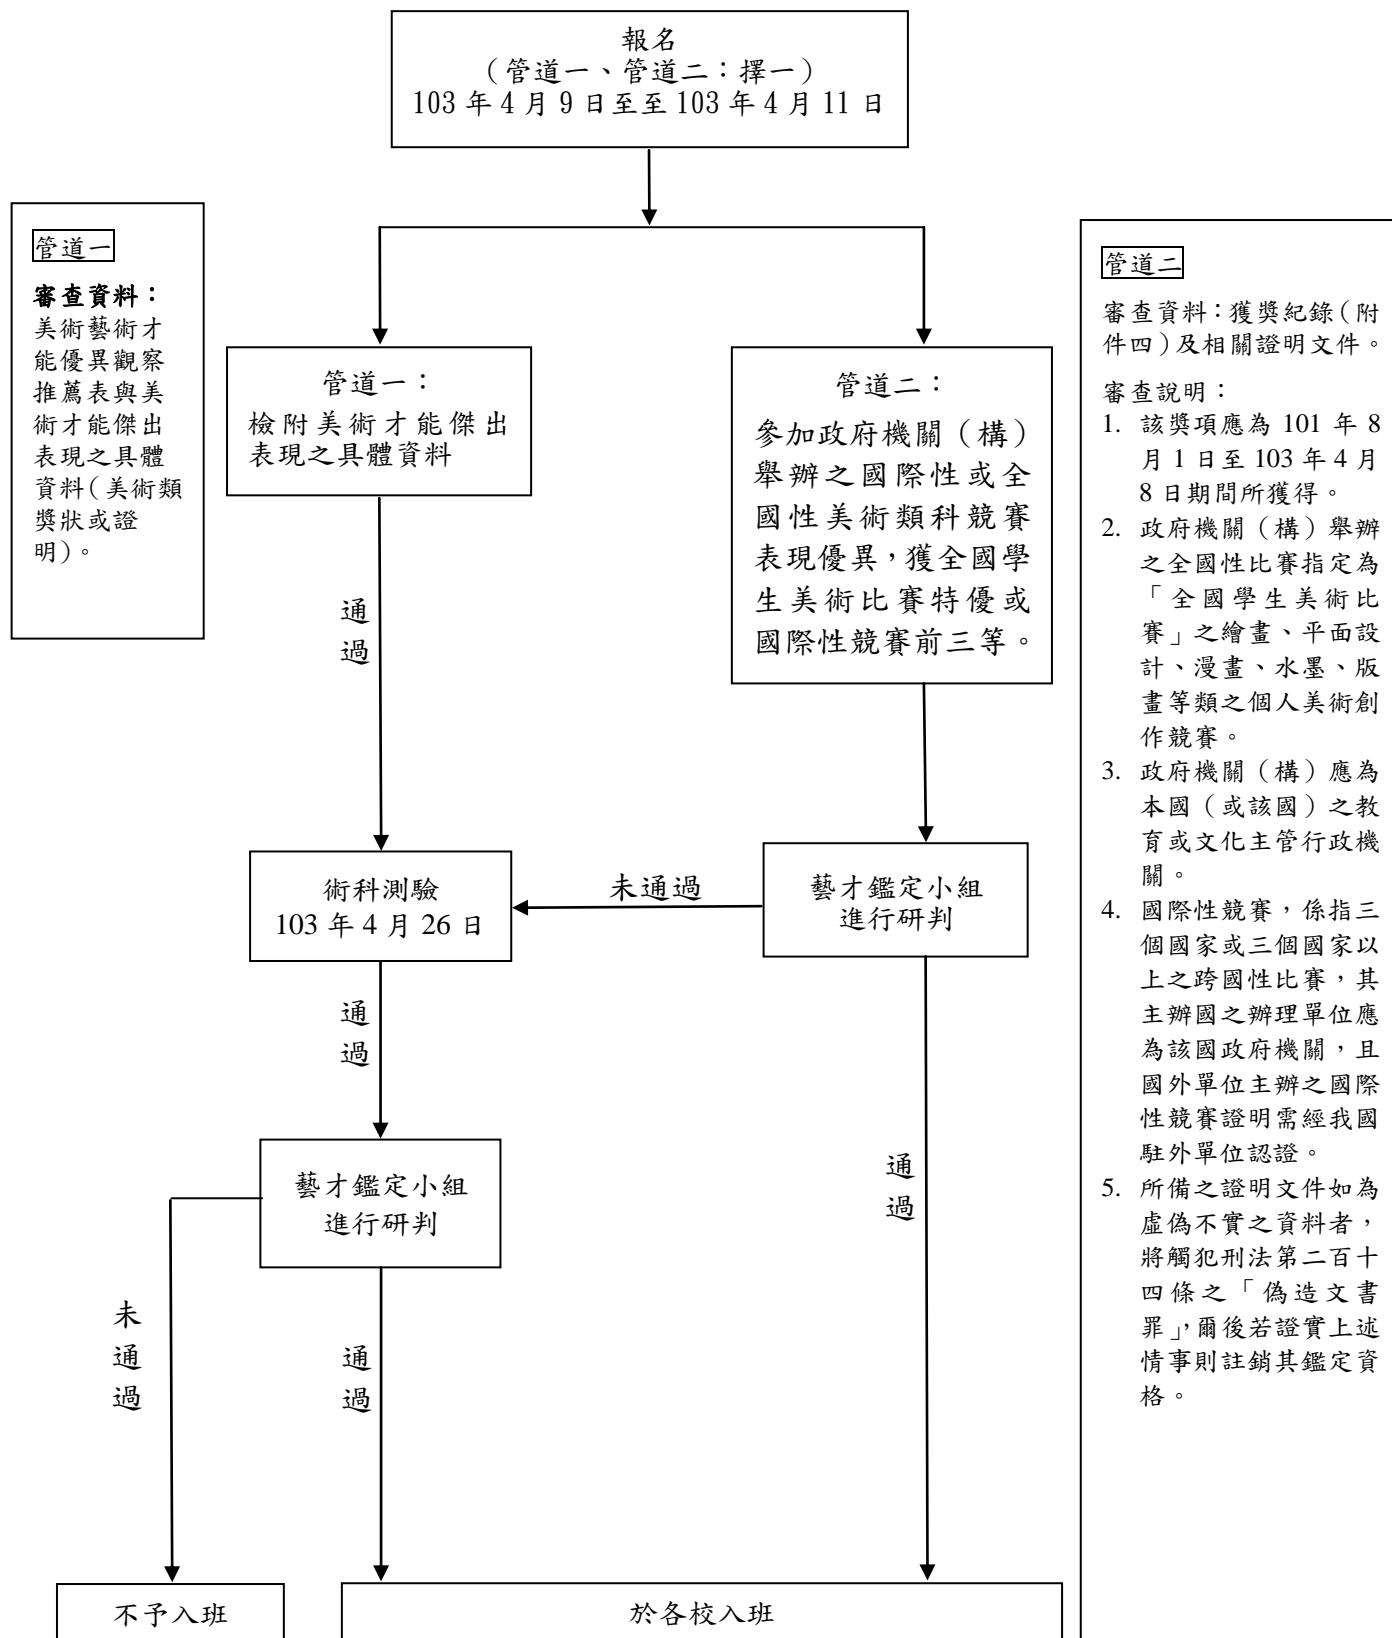 報名
（管道一、管道二：擇一）
103 年 4 月 9 日至至 103 年 4 月 11 日
管道一
審查資料：
美術藝術才
能優異觀察
推薦表與美
術才能傑出
表現之具體
資料（美術類
獎狀或證
明）。
管道一：
檢附美術才能傑出
表現之具體資料
管道二：
參加政府機關（構）
舉辦之國際性或全
國性美術類科競賽
表現優異，獲全國學
生美術比賽特優或
國際性競賽前三等。
管道二
審查資料：獲獎紀錄（附
件四）及相關證明文件。
審查說明：
1. 該獎項應為 101 年 8
月 1 日至 103 年 4 月
8 日期間所獲得。
2. 政府機關（構）舉辦
之全國性比賽指定為
「全國學生美術比
賽」之繪畫、平面設
計、漫畫、水墨、版
畫等類之個人美術創
作競賽。
3. 政府機關（構）應為
本國（或該國）之教
育或文化主管行政機
關。
4. 國際性競賽，係指三
個國家或三個國家以
上之跨國性比賽，其
主辦國之辦理單位應
為該國政府機關，且
國外單位主辦之國際
性競賽證明需經我國
駐外單位認證。
5. 所備之證明文件如為
虛偽不實之資料者，
將觸犯刑法第二百十
四條之「偽造文書
罪」，爾後若證實上述
情事則註銷其鑑定資
格。
通
過
術科測驗
103 年 4 月 26 日
未通過
藝才鑑定小組
進行研判
通
過
藝才鑑定小組
進行研判
通
過
未
通
過
通
過
不予入班
於各校入班